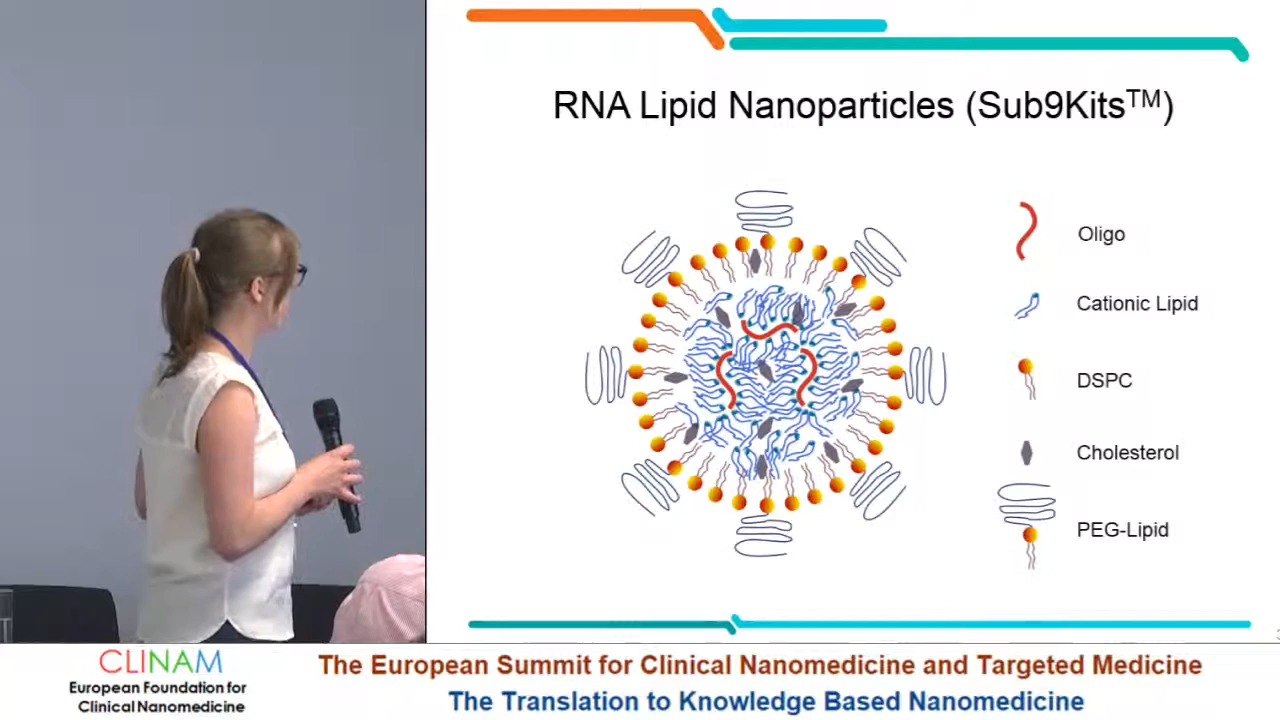 RNA Lipid Nanoparticles (Sub9Kits™)
Oligo
Cationic Lipid
DSPC
Cholesterol
PEG-Lipid
CLINAM
European Foundation for
Clinical Nanomedicine
The European Summit for Clinical Nanomedicine and Targeted Medicine
The Translation to Knowledge Based Nanomedicine